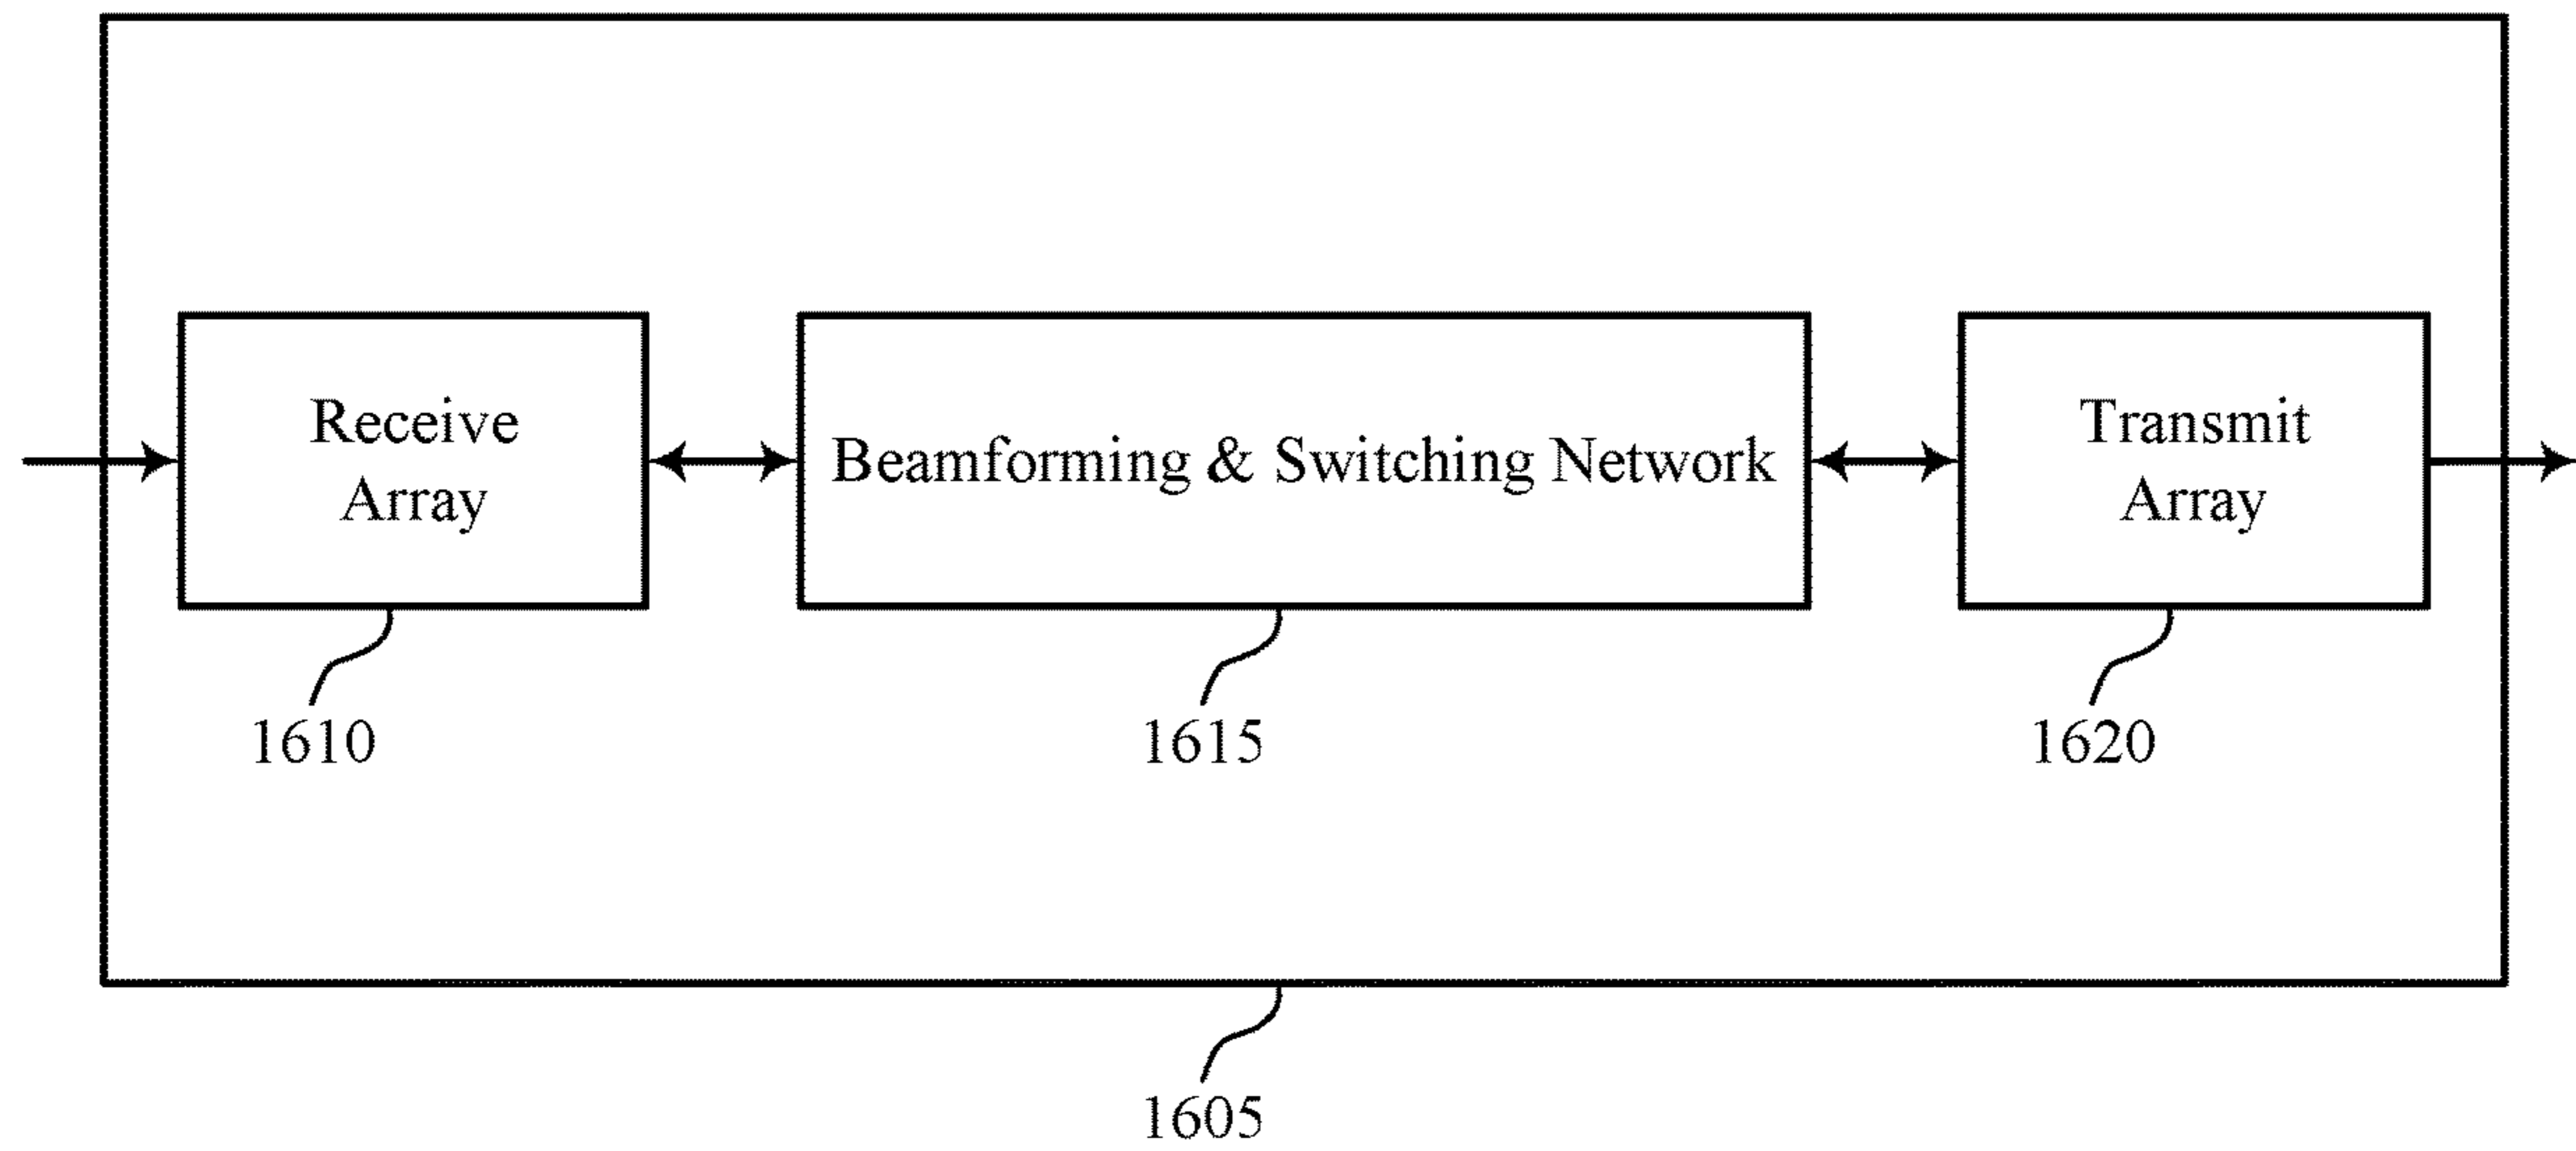 Receive
Array
Beamforming & Switching Network
Transmit
Array
1610
1615
1620
1605